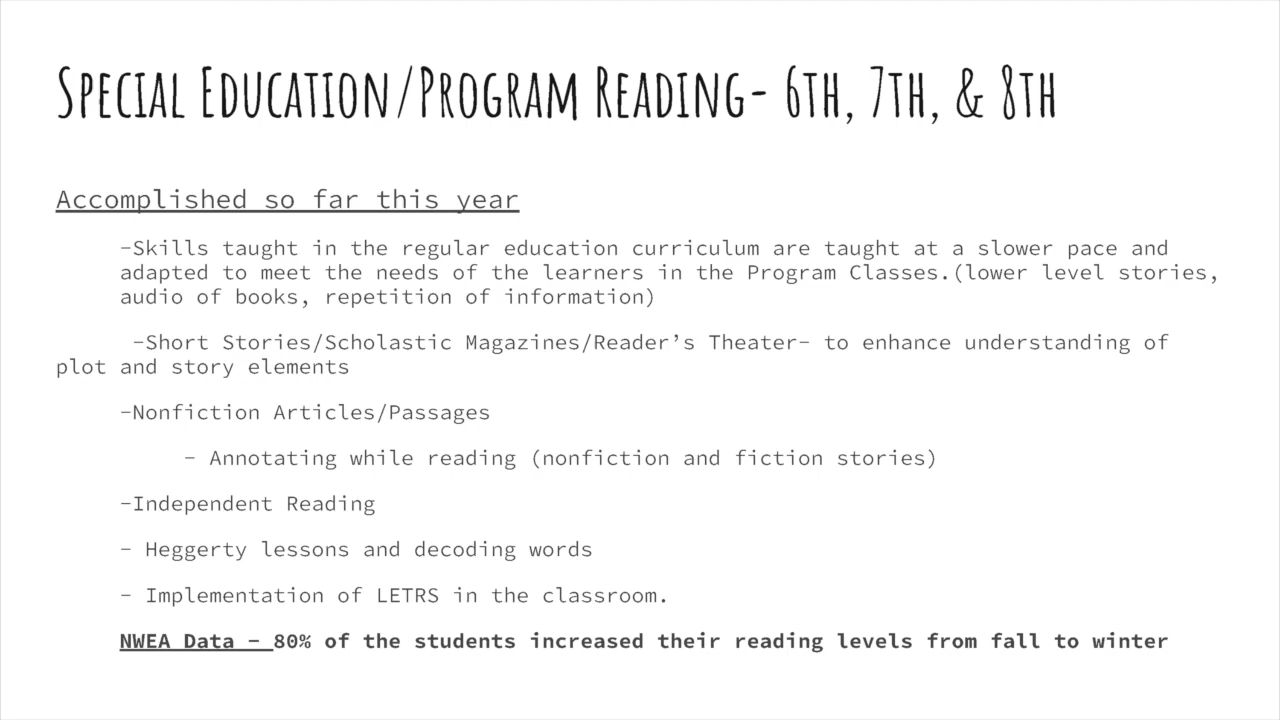 Special Education/Program Reading- 6th, 7th, & 8th
Accomplished so far this year
-Skills taught in the regular education curriculum are taught at a slower pace and
adapted to meet the needs of the learners in the Program Classes.(lower level stories,
audio of books, repetition of information)
-Short Stories/Scholastic Magazines/Reader’s Theater- to enhance understanding of
plot and story elements
-Nonfiction Articles/Passages
- Annotating while reading (nonfiction and fiction stories)
-Independent Reading
- Heggerty lessons and decoding words
- Implementation of LETRS in the classroom.
NWEA Data - 80% of the students increased their reading levels from fall to winter